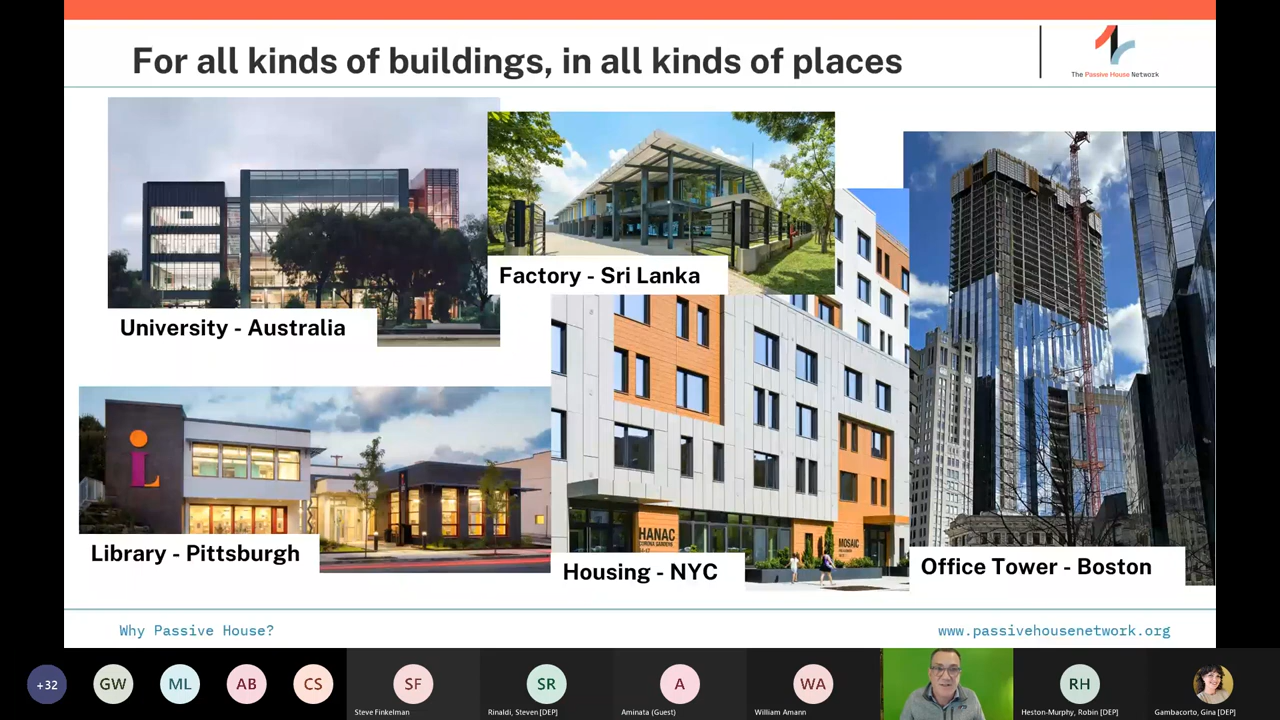 For all kinds of buildings, in all kinds of places
The Passive House Network
University - Australia
Factory - Sri Lanka
Library - Pittsburgh
iL
HANAC
MOSAIC
Housing - NYC
Office Tower - Boston
Why Passive House?
www.passivehousenetwork.org
+32
GW
ML
AB
CS
SF
Steve Finkelman
SR
Rinaldi, Steven [DEP]
A
Aminata (Guest)
WA
William Amann
RH
Heston-Murphy, Robin [DEP]
Gambacorto, Gina [DEP]